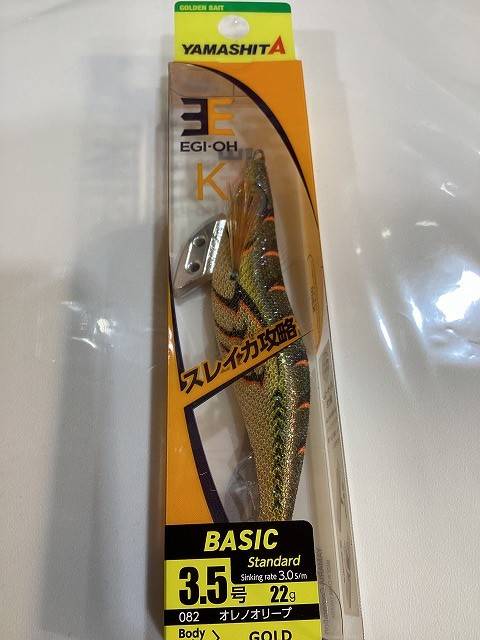 GOLDEN BAIT
YAMASHITA
EGI-OH
K
スレイカ攻略
BASIC
Standard
Sinking rate 3.0 s/m
3.5号 22g
082 オレノオリーブ
Body > GOLD